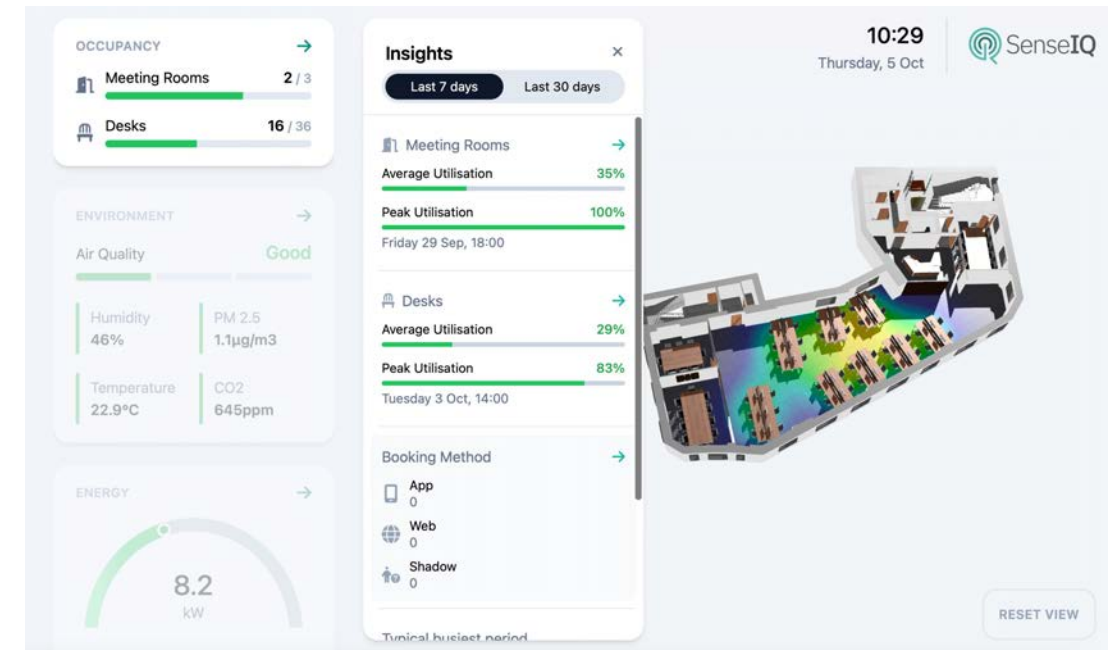 OCCUPANCY
Meeting Rooms 2 / 3
Desks 16 / 36
ENVIRONMENT
Air Quality Good
Humidity
46%
PM 2.5
1.1µg/m3
Temperature
22.9°C
CO2
645ppm
ENERGY
8.2
kW
Insights
Last 7 days Last 30 days
Meeting Rooms
Average Utilisation 35%
Peak Utilisation 100%
Friday 29 Sep, 18:00
Desks
Average Utilisation 29%
Peak Utilisation 83%
Tuesday 3 Oct, 14:00
Booking Method
App
0
Web
0
Shadow
0
Typical busiest period
10:29
Thursday, 5 Oct
SenseIQ
RESET VIEW